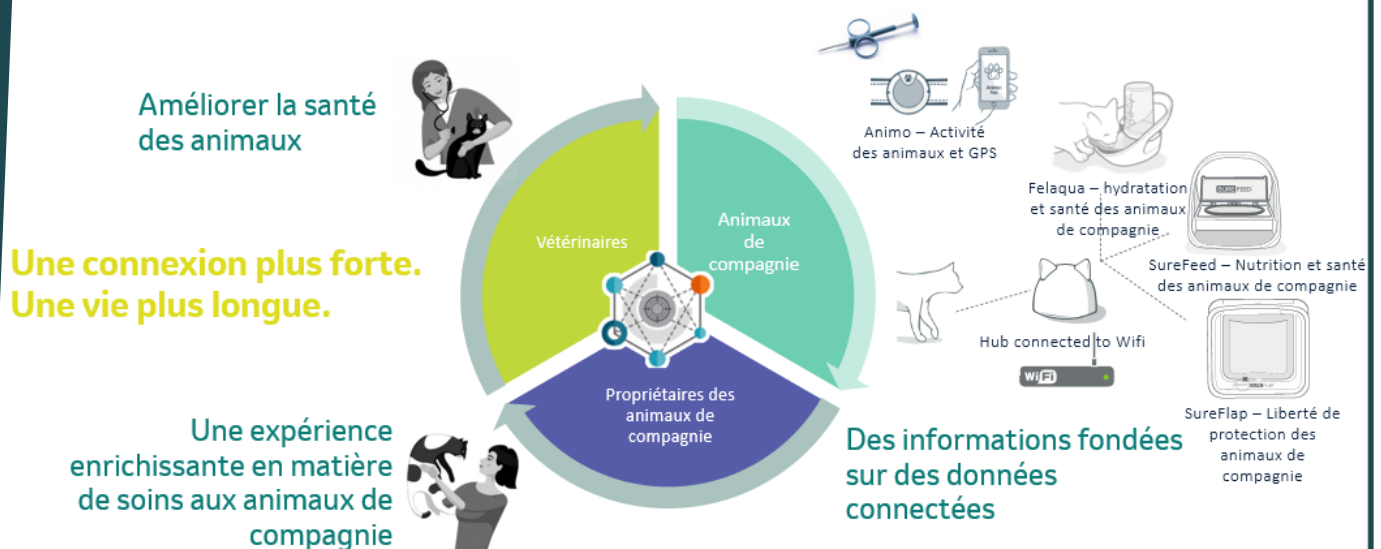 Améliorer la santé
des animaux
Une connexion plus forte.
Une vie plus longue.
Une expérience
enrichissante en matière
de soins aux animaux de
compagnie
Vétérinaires
Animaux
de
compagnie
Propriétaires des
animaux de
compagnie
Des informations fondées
sur des données
connectées
Animo – Activité
des animaux et GPS
Felaqua – hydratation
et santé des animaux
de compagnie
SUREFEED
SureFeed – Nutrition et santé
des animaux de compagnie
Hub connected to Wifi
WiFi
SureFlap – Liberté de
protection des
animaux de
compagnie